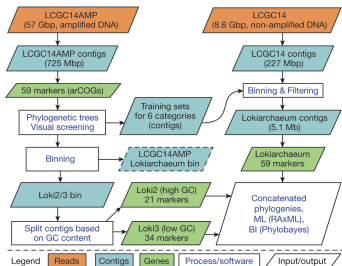 LCGC14AMP
(57 Gbp, amplified DNA)
LCGC14
(8.6 Gbp, non-amplified DNA)
LCGC14AMP contigs
(725 Mbp)
LCGC14 contigs
(227 Mbp)
59 markers (arCOGs)
Binning & Filtering
Phylogenetic trees
Visual screening
Training sets
for 6 categories
(contigs)
Lokiarchaeum contigs
(5.1 Mb)
Binning
LCGC14AMP
Lokiarchaeum bin
Lokiarchaeum
59 markers
Loki2/3 bin
Loki2 (high GC)
21 markers
Concatenated
phylogenies,
ML (RAxML),
BI (Phylobayes)
Split contigs based
on GC content
Loki3 (low GC)
34 markers
Legend
Reads
Contigs
Genes
Process/software
Input/output